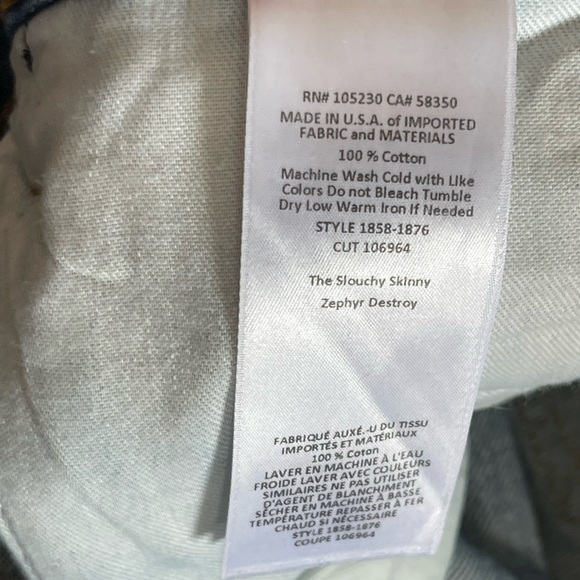 RN# 105230 CA# 58350
MADE IN U.S.A. of IMPORTED
FABRIC and MATERIALS
100 % Cotton
Machine Wash Cold with Like
Colors Do not Bleach Tumble
Dry Low Warm Iron If Needed
STYLE 1858-1876
CUT 106964
The Slouchy Skinny
Zephyr Destroy
FABRIQUÉ AUXÉ.-U DU TISSU
IMPORTÉS ET MATÉRIAUX
100 % Coton
LAVER EN MACHINE À L'EAU
FROIDE LAVER AVEC COULEURS
SIMILAIRES NE PAS UTILISER
D'AGENT DE BLANCHIMENT
SÉCHER EN MACHINE À BASSE
TEMPÉRATURE REPASSER À FER
CHAUD SI NÉCESSAIRE
STYLE 1858-1876
COUPE 106964